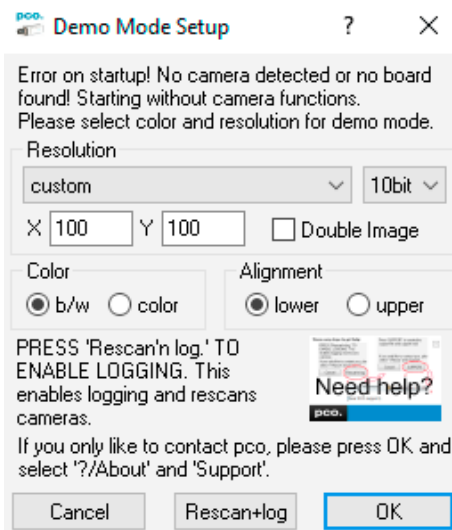 pco. Demo Mode Setup ?
Error on startup! No camera detected or no board
found! Starting without camera functions.
Please select color and resolution for demo mode.
Resolution
custom 10bit
X 100 Y 100 Double Image
Color Alignment
b/w color lower upper
PRESS 'Rescan'n log.' TO
ENABLE LOGGING. This
enables logging and rescans
cameras.
Need help?
pco.
If you only like to contact pco, please press OK and
select '?/About' and 'Support'.
Cancel Rescan+log OK